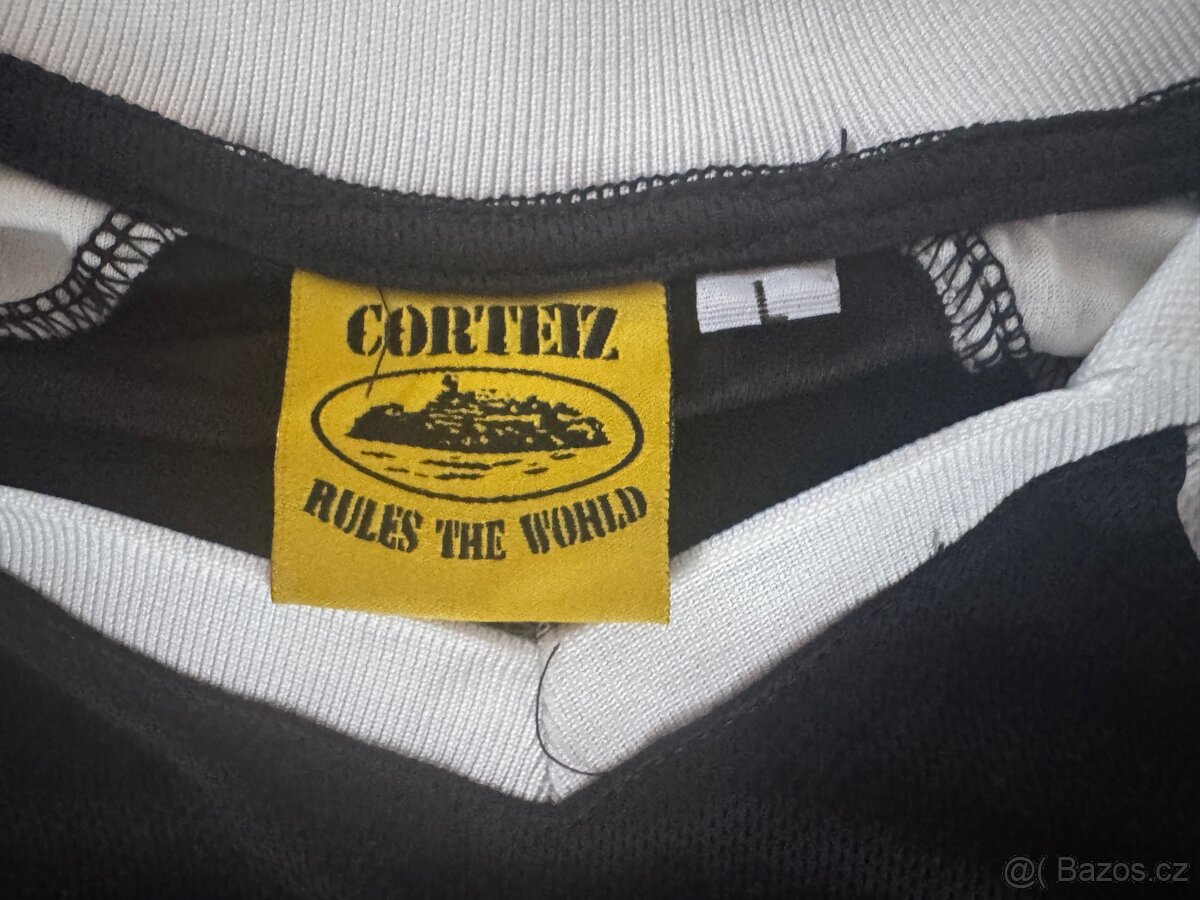 CORTEIZ
L
RULES THE WORLD
@( Bazos.cz